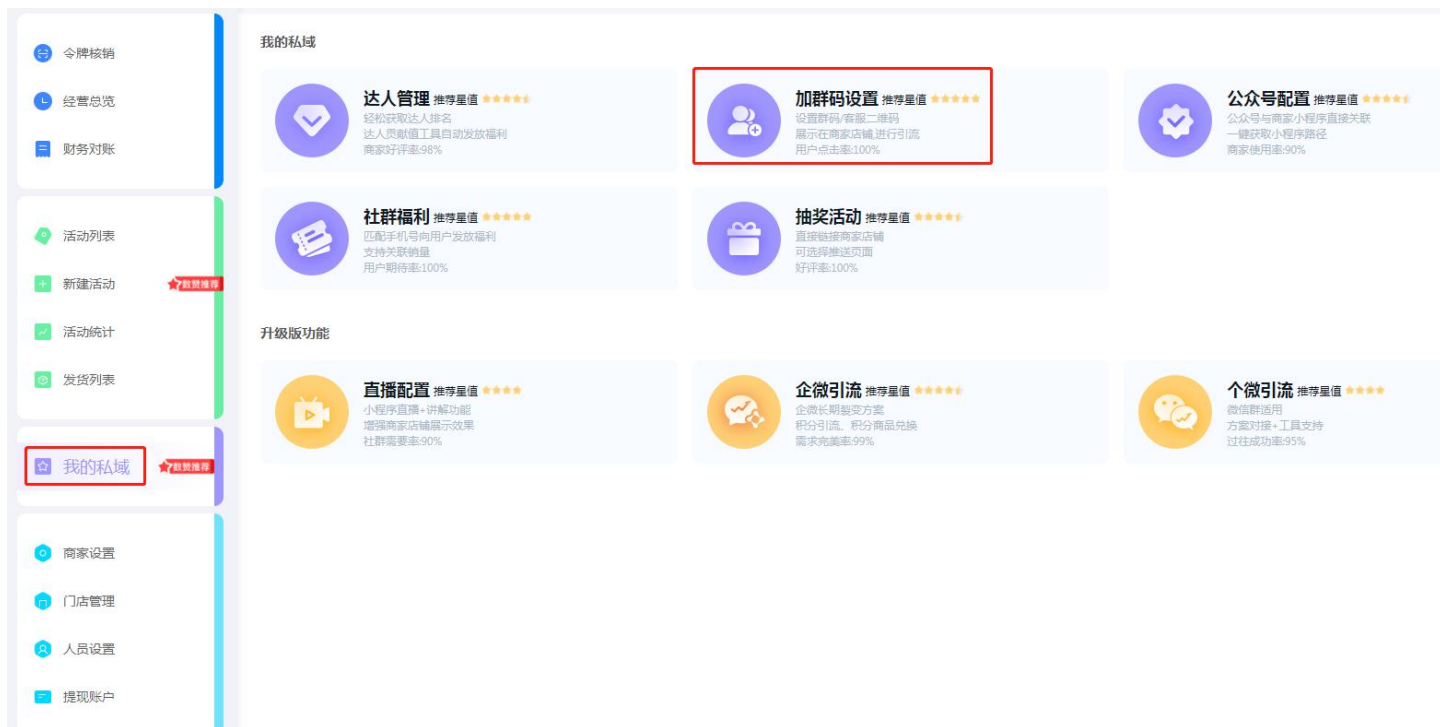 令牌核销
经营总览
财务对账
活动列表
新建活动
数赞推荐
活动统计
发货列表
我的私域
数赞推荐
商家设置
门店管理
人员设置
提现账户
我的私域
达人管理 推荐星值
轻松获取达人排名
达人贡献值工具自动发放福利
商家好评率:98%
加群码设置 推荐星值
设置群码/客服二维码
展示在商家店铺,进行引流
用户点击率:100%
公众号配置 推荐星值
公众号与商家小程序直接关联
一键获取小程序路径
商家使用率:90%
社群福利 推荐星值
匹配手机号向用户发放福利
支持关联销量
用户期待率:100%
抽奖活动 推荐星值
直接链接商家店铺
可选择推送页面
好评率:100%
升级版功能
直播配置 推荐星值
小程序直播+讲解功能
增强商家店铺展示效果
社群需要率:90%
企微引流 推荐星值
企微长期裂变方案
积分引流、积分商品兑换
需求完美率:99%
个微引流 推荐星值
微信群适用
方案对接+工具支持
过往成功率:95%